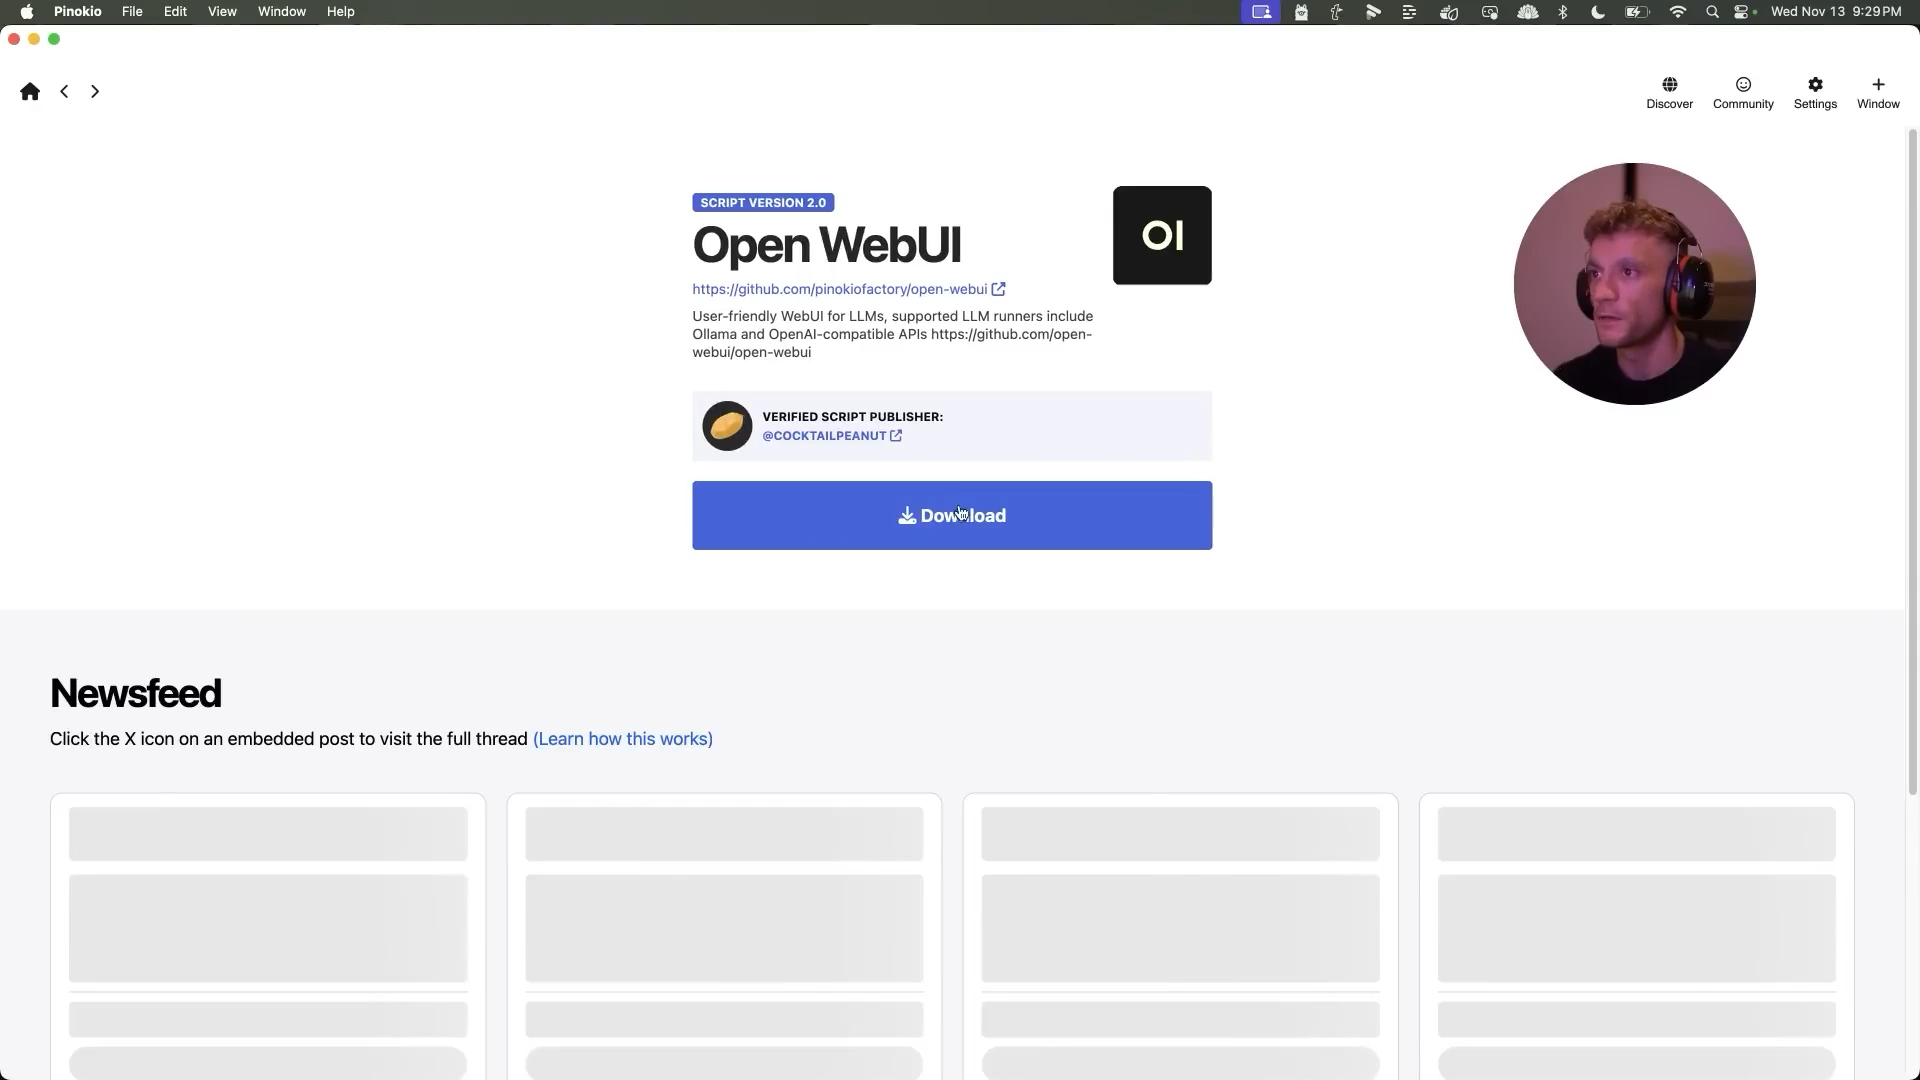 Pinokio File Edit View Window Help Wed Nov 13 9:29 PM
Discover Community Settings Window
SCRIPT VERSION 2.0
Open WebUI
OI
https://github.com/pinokiofactory/open-webui
User-friendly WebUI for LLMs, supported LLM runners include
Ollama and OpenAI-compatible APIs https://github.com/open-
webui/open-webui
VERIFIED SCRIPT PUBLISHER:
@COCKTAILPEANUT
Download
Newsfeed
Click the X icon on an embedded post to visit the full thread (Learn how this works)